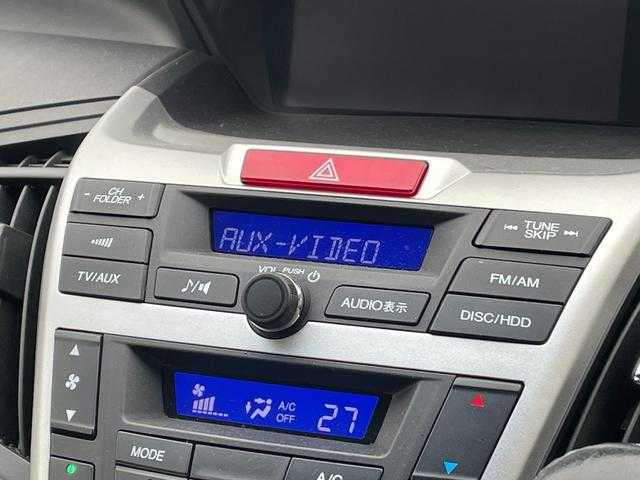 - CH +
FOLDER
AUX-VIDEO
TUNE
SKIP
TV/AUX
VOL PUSH
AUDIO表示
FM/AM
DISC/HDD
A/C
OFF
27
MODE
A/C